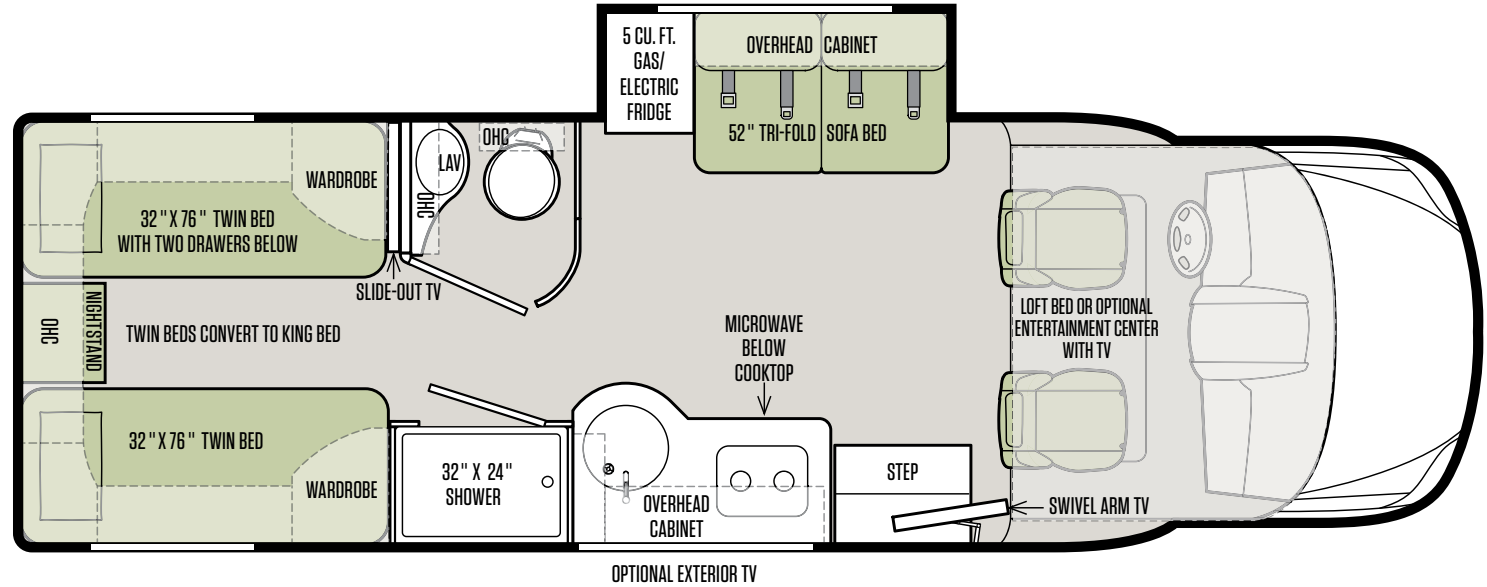 5 CU. FT.
GAS/
ELECTRIC
FRIDGE
OVERHEAD CABINET
52" TRI-FOLD SOFA BED
OHC
LAV
OHC
WARDROBE
32" X 76" TWIN BED
WITH TWO DRAWERS BELOW
SLIDE-OUT TV
OHC
NIGHTSTAND
TWIN BEDS CONVERT TO KING BED
MICROWAVE
BELOW
COOKTOP
LOFT BED OR OPTIONAL
ENTERTAINMENT CENTER
WITH TV
32" X 76" TWIN BED
WARDROBE
32" X 24"
SHOWER
OVERHEAD
CABINET
STEP
SWIVEL ARM TV
OPTIONAL EXTERIOR TV